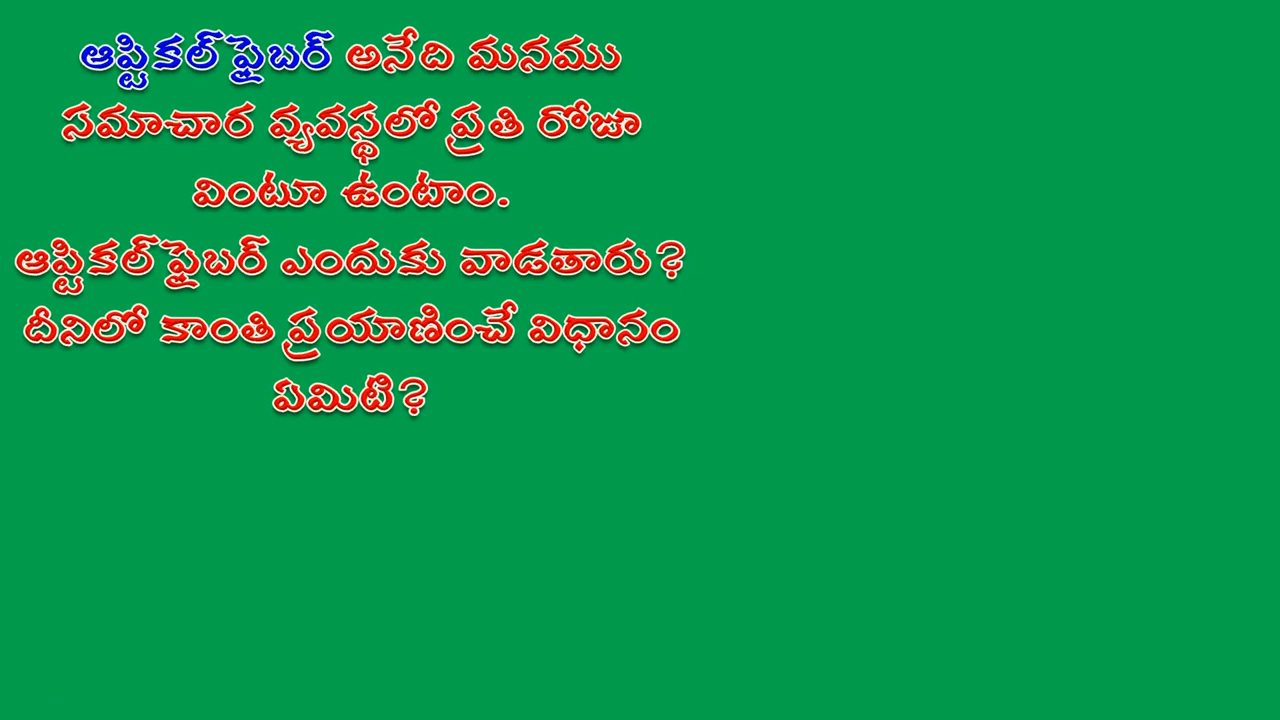 ఆప్టికల్ ఫైబర్ అనేది మనము
సమాచార వ్యవస్థలో ప్రతి రోజూ
వింటూ ఉంటాం.
ఆప్టికల్ ఫైబర్ ఎందుకు వాడతారు?
దీనిలో కాంతి ప్రయాణించే విధానం
ఏమిటి?